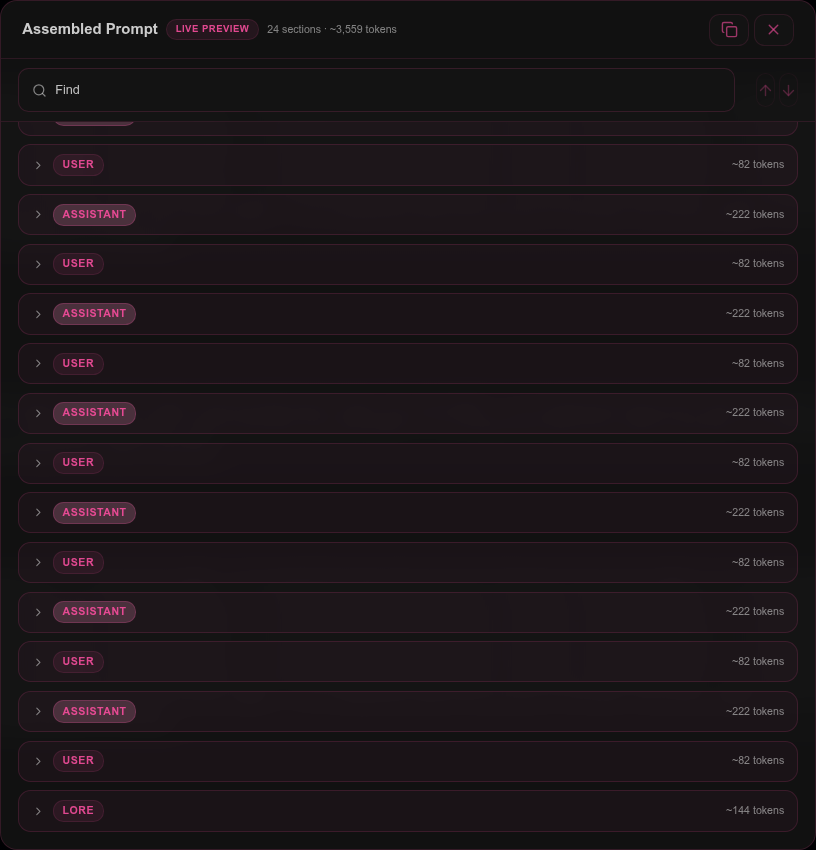 Assembled Prompt LIVE PREVIEW 24 sections · ~3,559 tokens
Find
USER ~82 tokens
ASSISTANT ~222 tokens
USER ~82 tokens
ASSISTANT ~222 tokens
USER ~82 tokens
ASSISTANT ~222 tokens
USER ~82 tokens
ASSISTANT ~222 tokens
USER ~82 tokens
ASSISTANT ~222 tokens
USER ~82 tokens
ASSISTANT ~222 tokens
USER ~82 tokens
LORE ~144 tokens